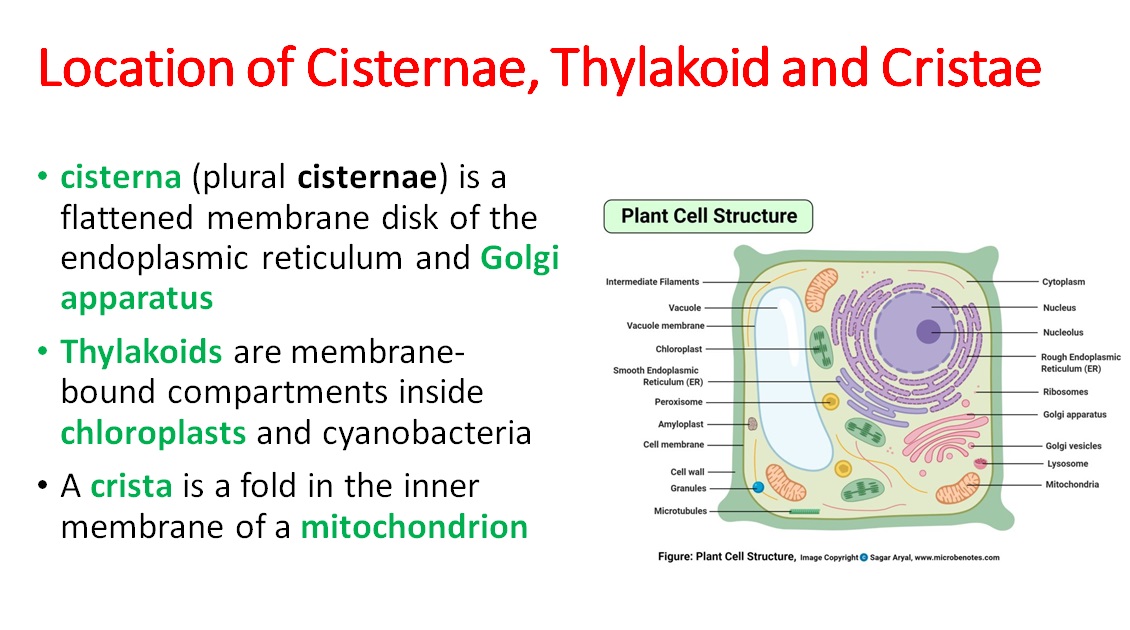 Location of Cisternae, Thylakoid and Cristae
• cisterna (plural cisternae) is a
flattened membrane disk of the
endoplasmic reticulum and Golgi
apparatus
• Thylakoids are membrane-
bound compartments inside
chloroplasts and cyanobacteria
• A crista is a fold in the inner
membrane of a mitochondrion
Plant Cell Structure
Intermediate Filaments
Vacuole
Vacuole membrane
Chloroplast
Smooth Endoplasmic
Reticulum (ER)
Peroxisome
Amyloplast
Cell membrane
Cell wall
Granules
Microtubules
Cytoplasm
Nucleus
Nucleolus
Rough Endoplasmic
Reticulum (ER)
Ribosomes
Golgi apparatus
Golgi vesicles
Lysosome
Mitochondria
Figure: Plant Cell Structure, Image Copyright © Sagar Aryal, www.microbenotes.com